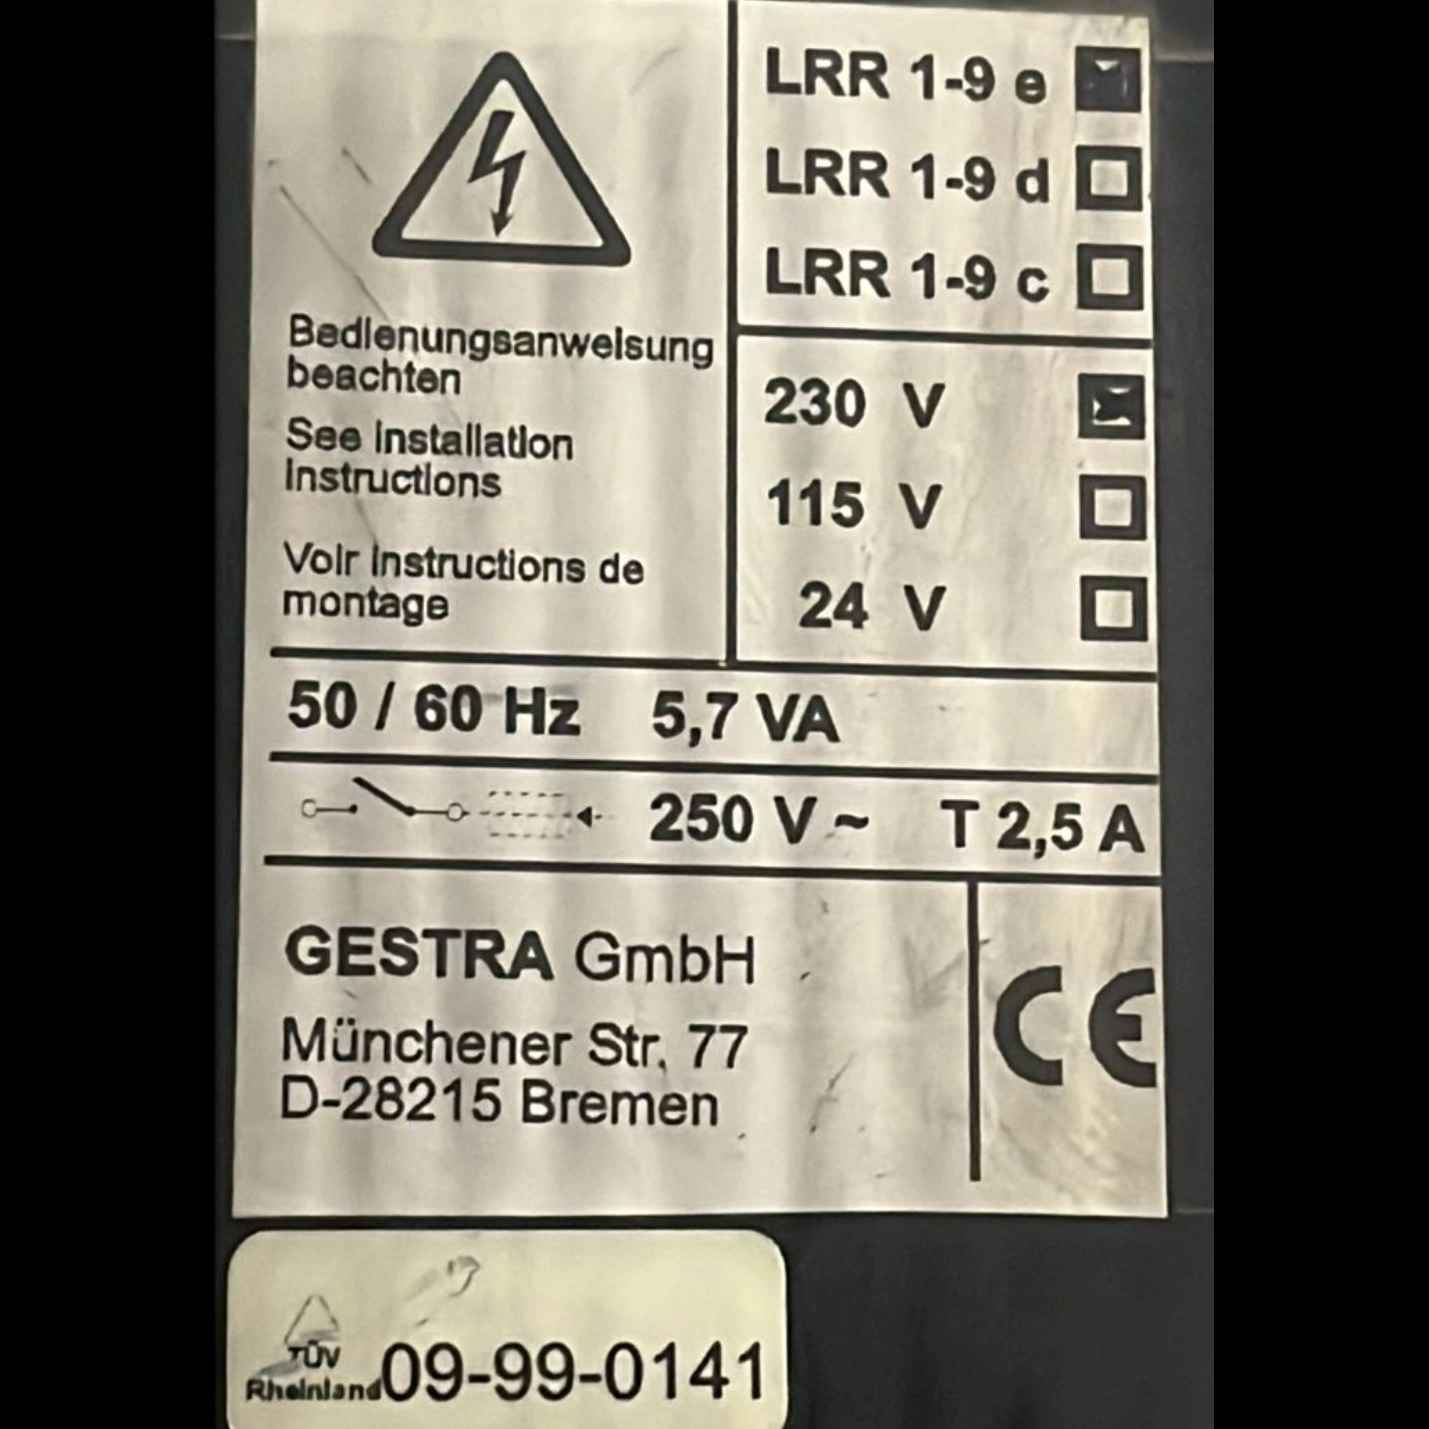 LRR 1-9 e
LRR 1-9 d
LRR 1-9 c
Bedienungsanweisung
beachten
See Installation
Instructions
Voir Instructions de
montage
230 V
115 V
24 V
50 / 60 Hz 5,7 VA
250 V ~ T 2,5 A
GESTRA GmbH
Münchener Str. 77
D-28215 Bremen
CE
TÜV
Rheinland 09-99-0141